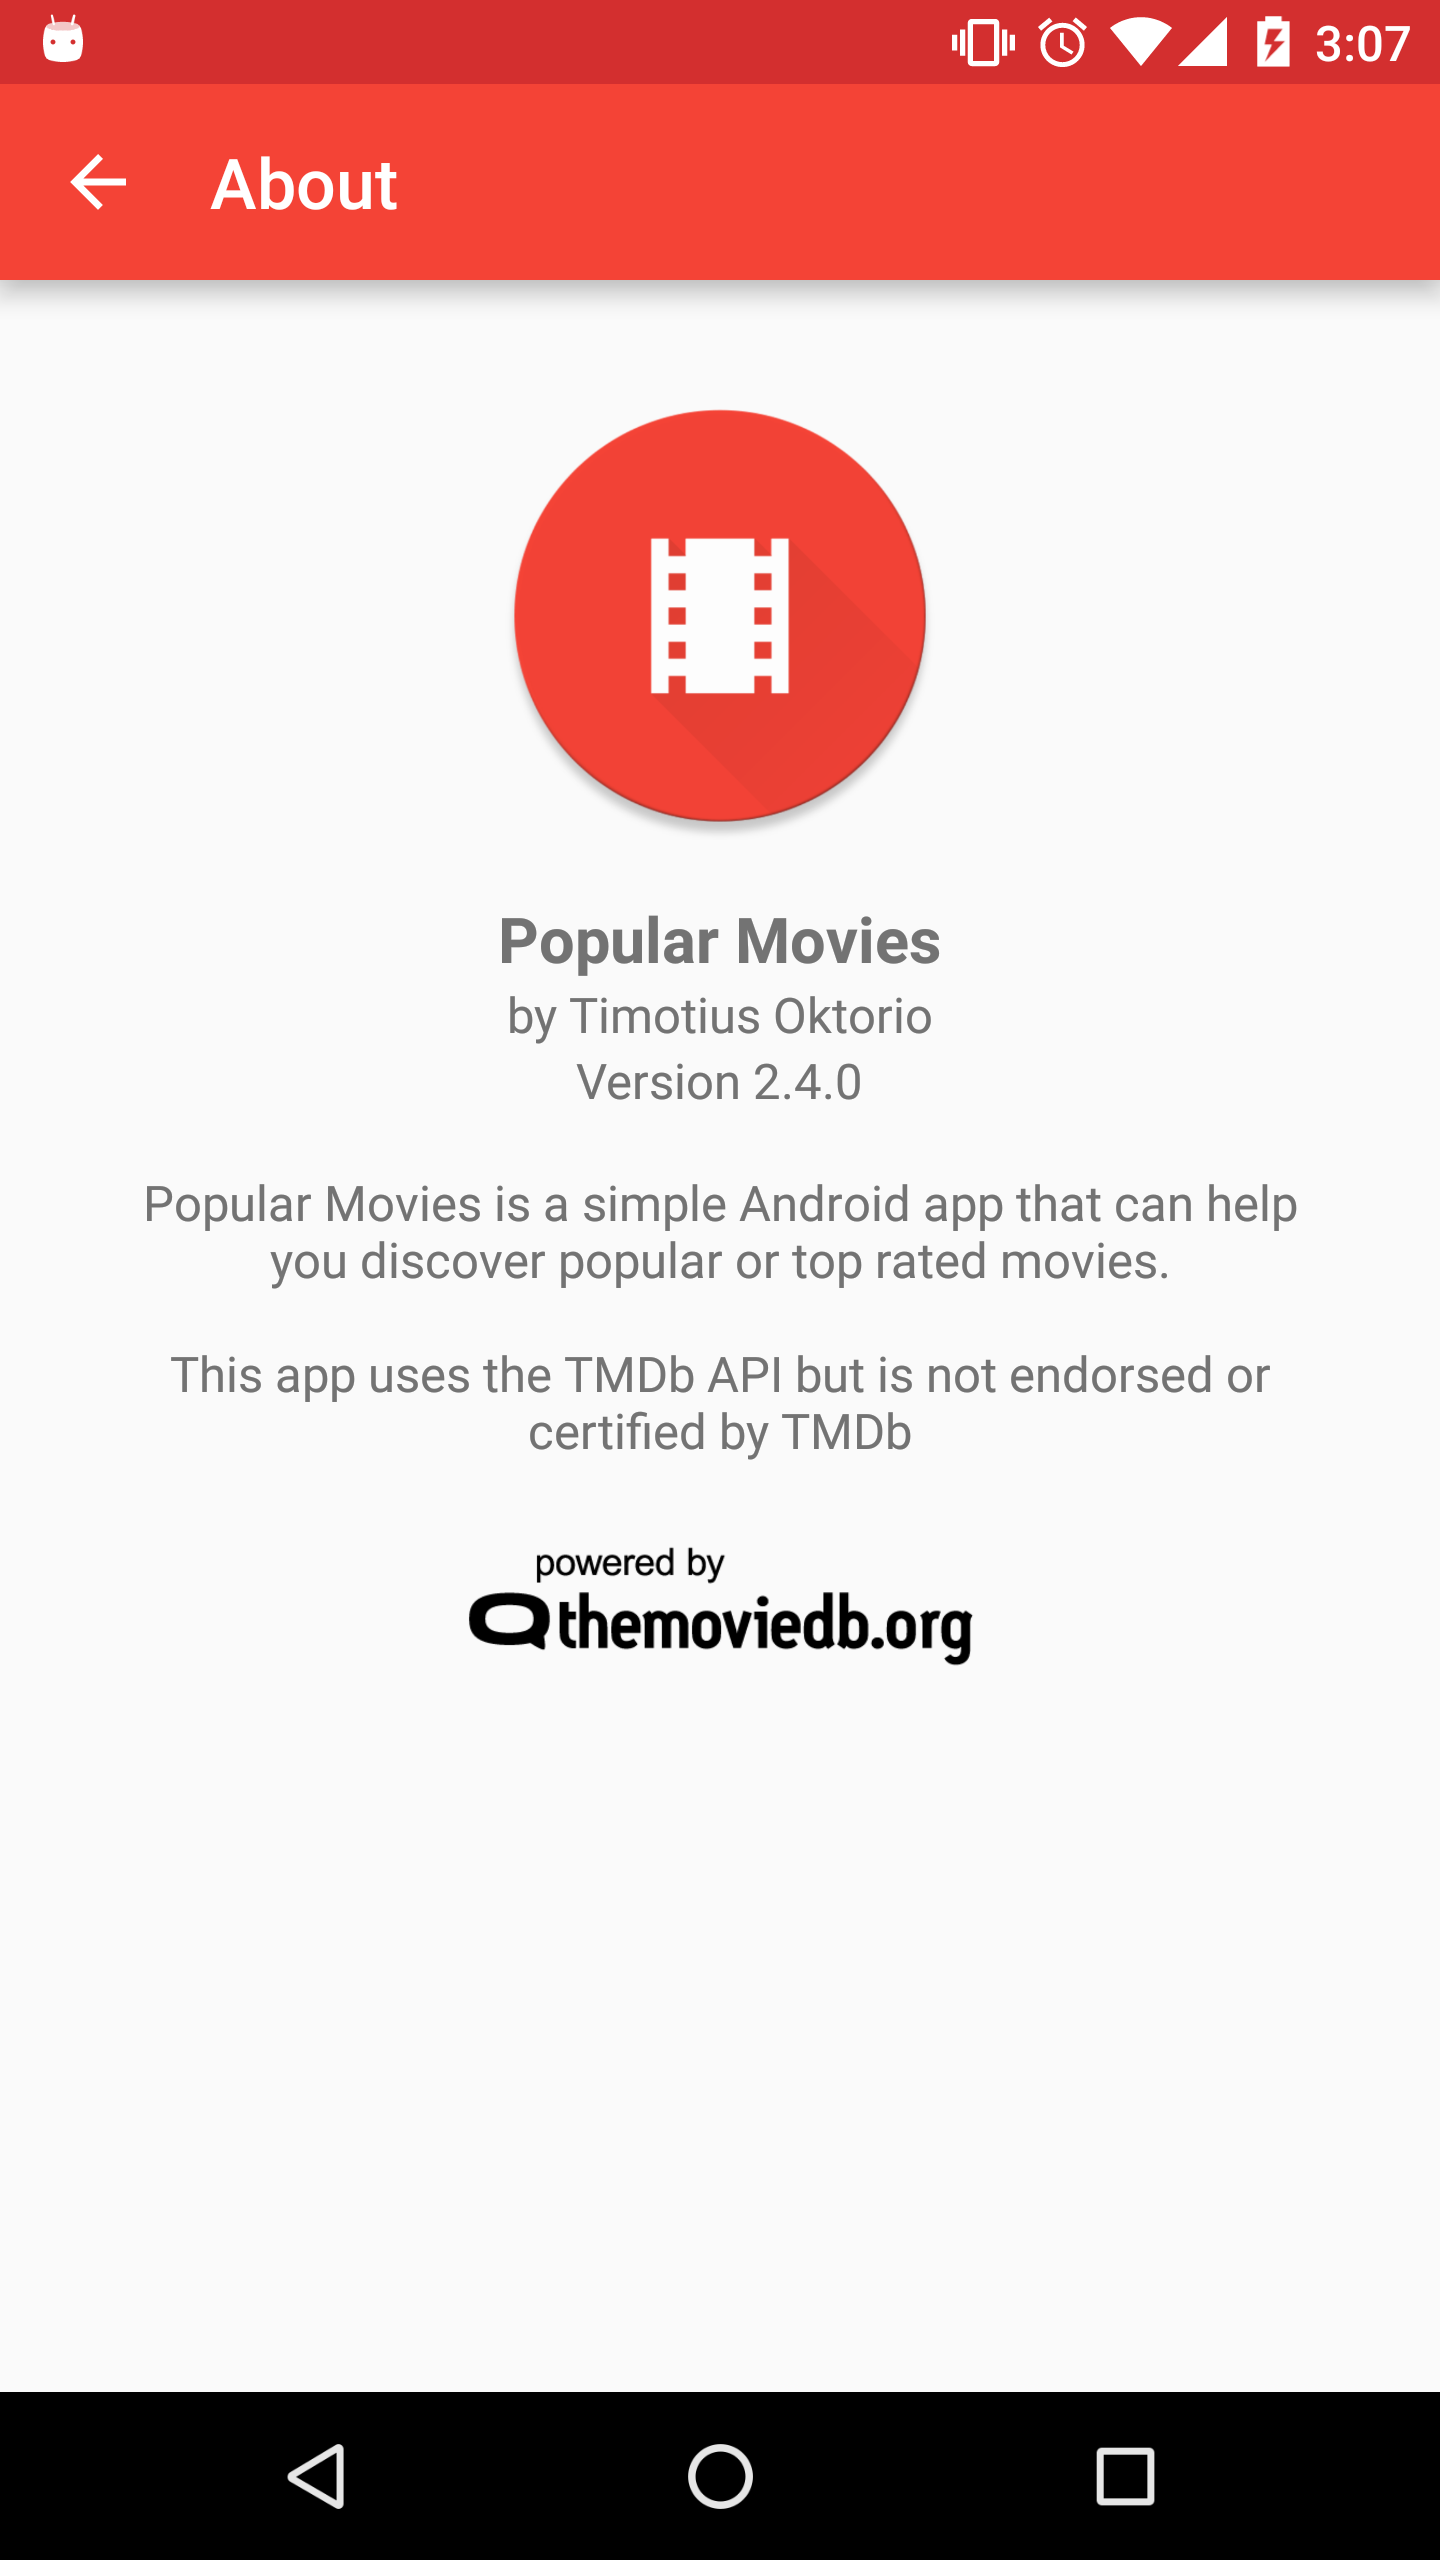 3:07
About
Popular Movies
by Timotius Oktorio
Version 2.4.0
Popular Movies is a simple Android app that can help
you discover popular or top rated movies.
This app uses the TMDb API but is not endorsed or
certified by TMDb
powered by
themoviedb.org